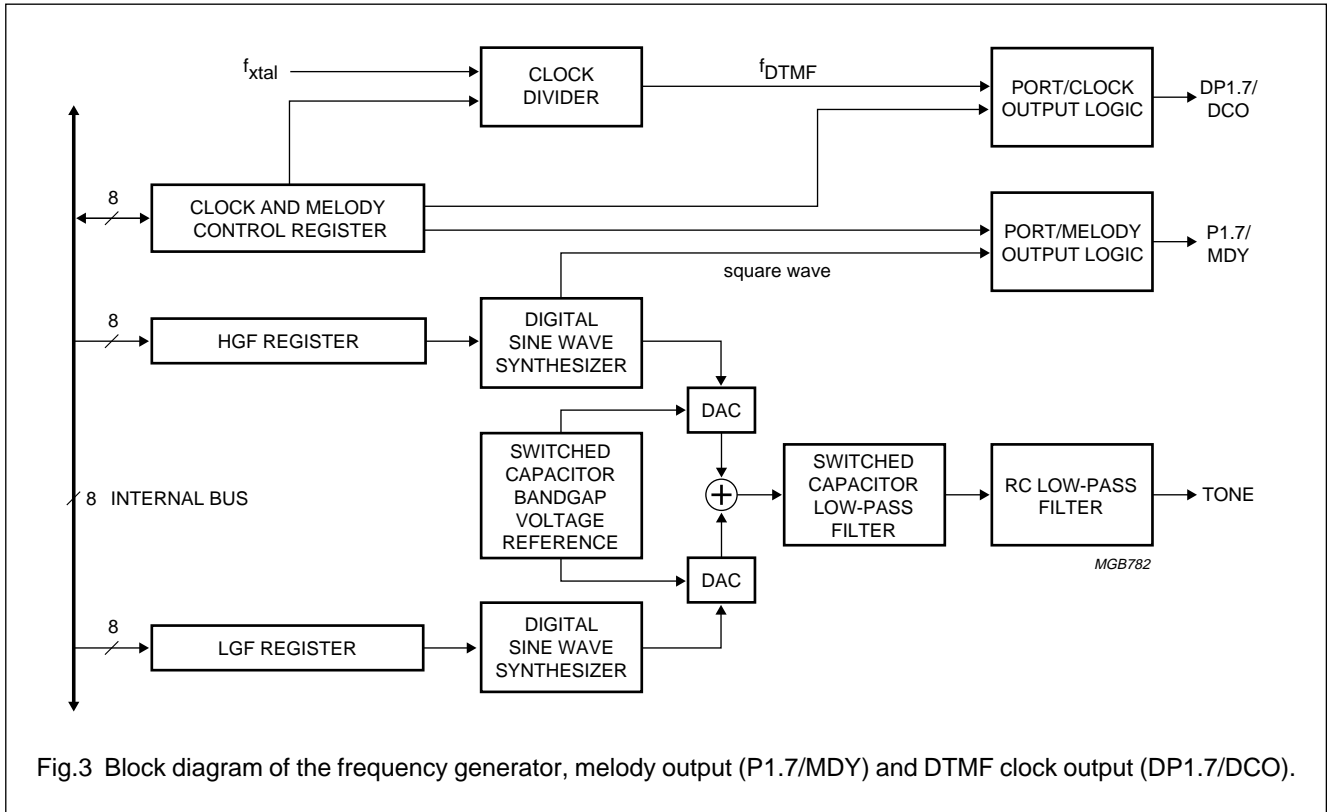 f_xtal
CLOCK
DIVIDER
f_DTMF
PORT/CLOCK
OUTPUT LOGIC
DP1.7/
DCO
8
CLOCK AND MELODY
CONTROL REGISTER
PORT/MELODY
OUTPUT LOGIC
P1.7/
MDY
square wave
8
HGF REGISTER
DIGITAL
SINE WAVE
SYNTHESIZER
DAC
SWITCHED
CAPACITOR
BANDGAP
VOLTAGE
REFERENCE
+
SWITCHED
CAPACITOR
LOW-PASS
FILTER
RC LOW-PASS
FILTER
TONE
8 INTERNAL BUS
MGB782
DAC
8
LGF REGISTER
DIGITAL
SINE WAVE
SYNTHESIZER
Fig.3 Block diagram of the frequency generator, melody output (P1.7/MDY) and DTMF clock output (DP1.7/DCO).